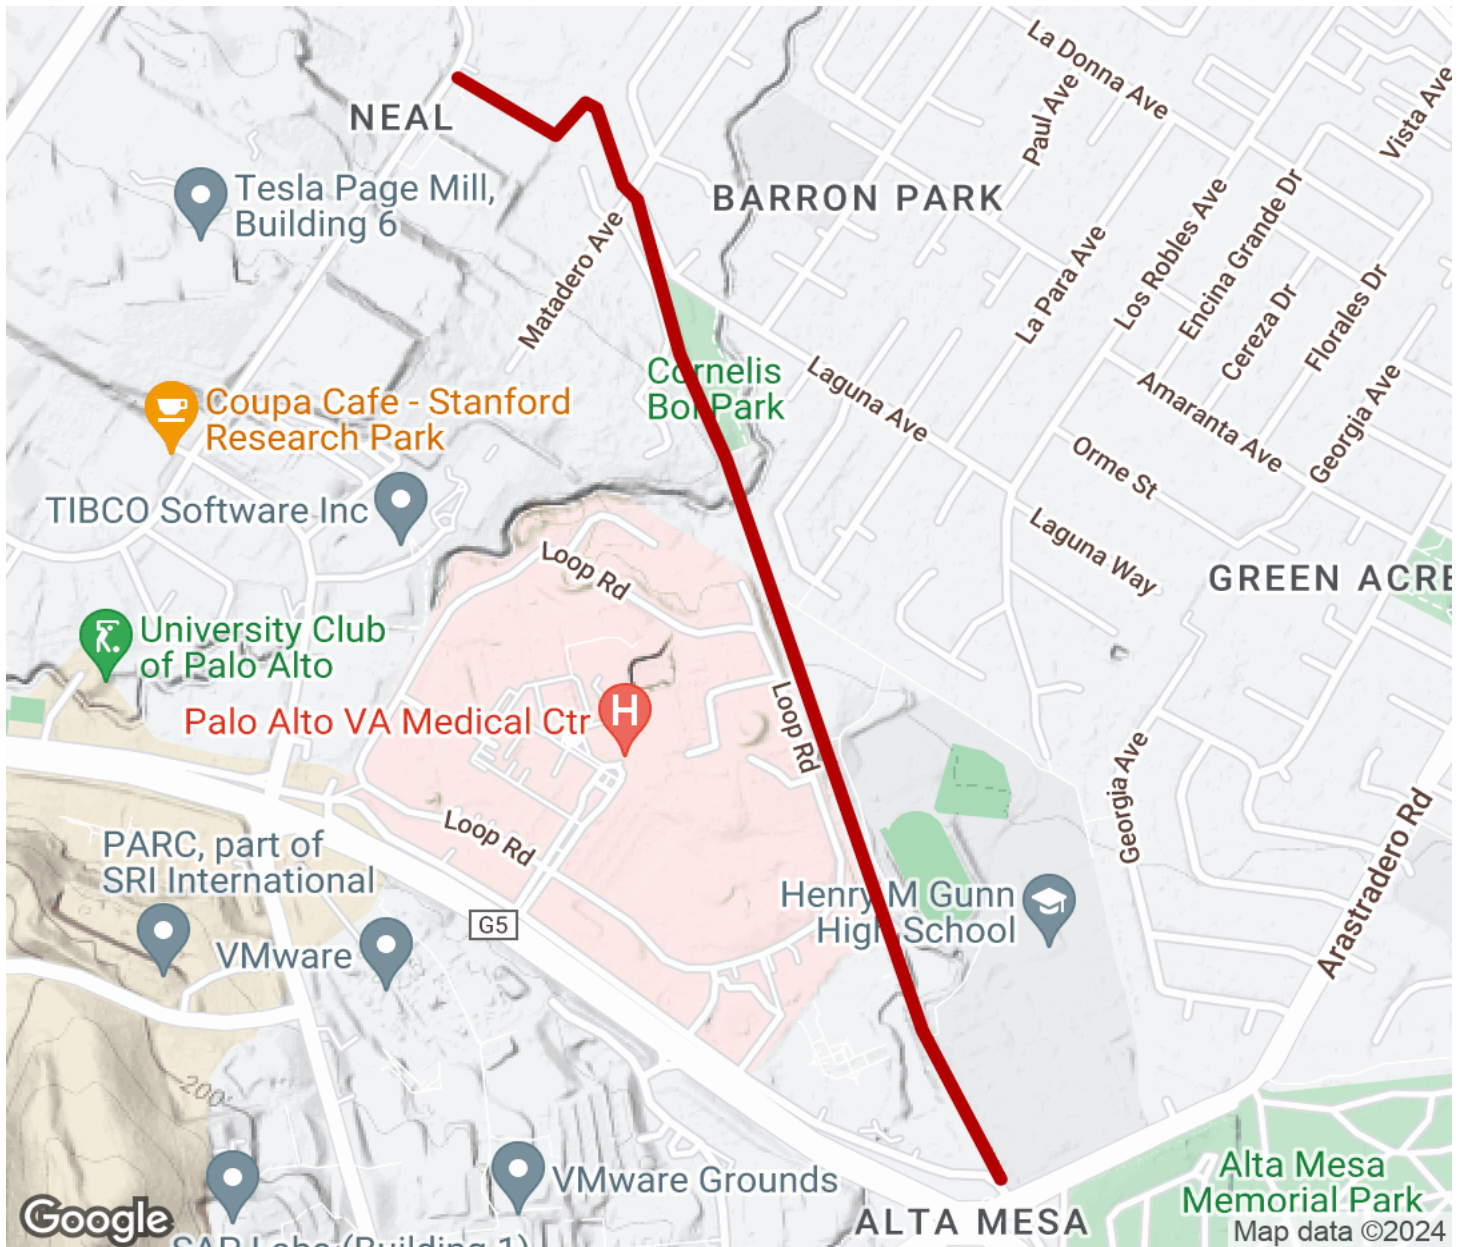 La Donna Ave
Paul Ave
Vista Ave
NEAL
Tesla Page Mill,
Building 6
BARRON PARK
Los Robles Ave
Encina Grande Dr
Matadero Ave
La Para Ave
Cereza Dr
Florales Dr
Cornelis
Bol Park
Laguna Ave
Amaranta Ave
Georgia Ave
Coupa Cafe - Stanford
Research Park
Orme St
TIBCO Software Inc
Laguna Way
Loop Rd
GREEN ACRE
University Club
of Palo Alto
Palo Alto VA Medical Ctr
H
Loop Rd
Georgia Ave
Arastradero Rd
Loop Rd
PARC, part of
SRI International
Henry M Gunn
High School
G5
VMware
200
VMware Grounds
Alta Mesa
Memorial Park
ALTA MESA
Google
Map data ©2024
SAP Labs (Building 1)